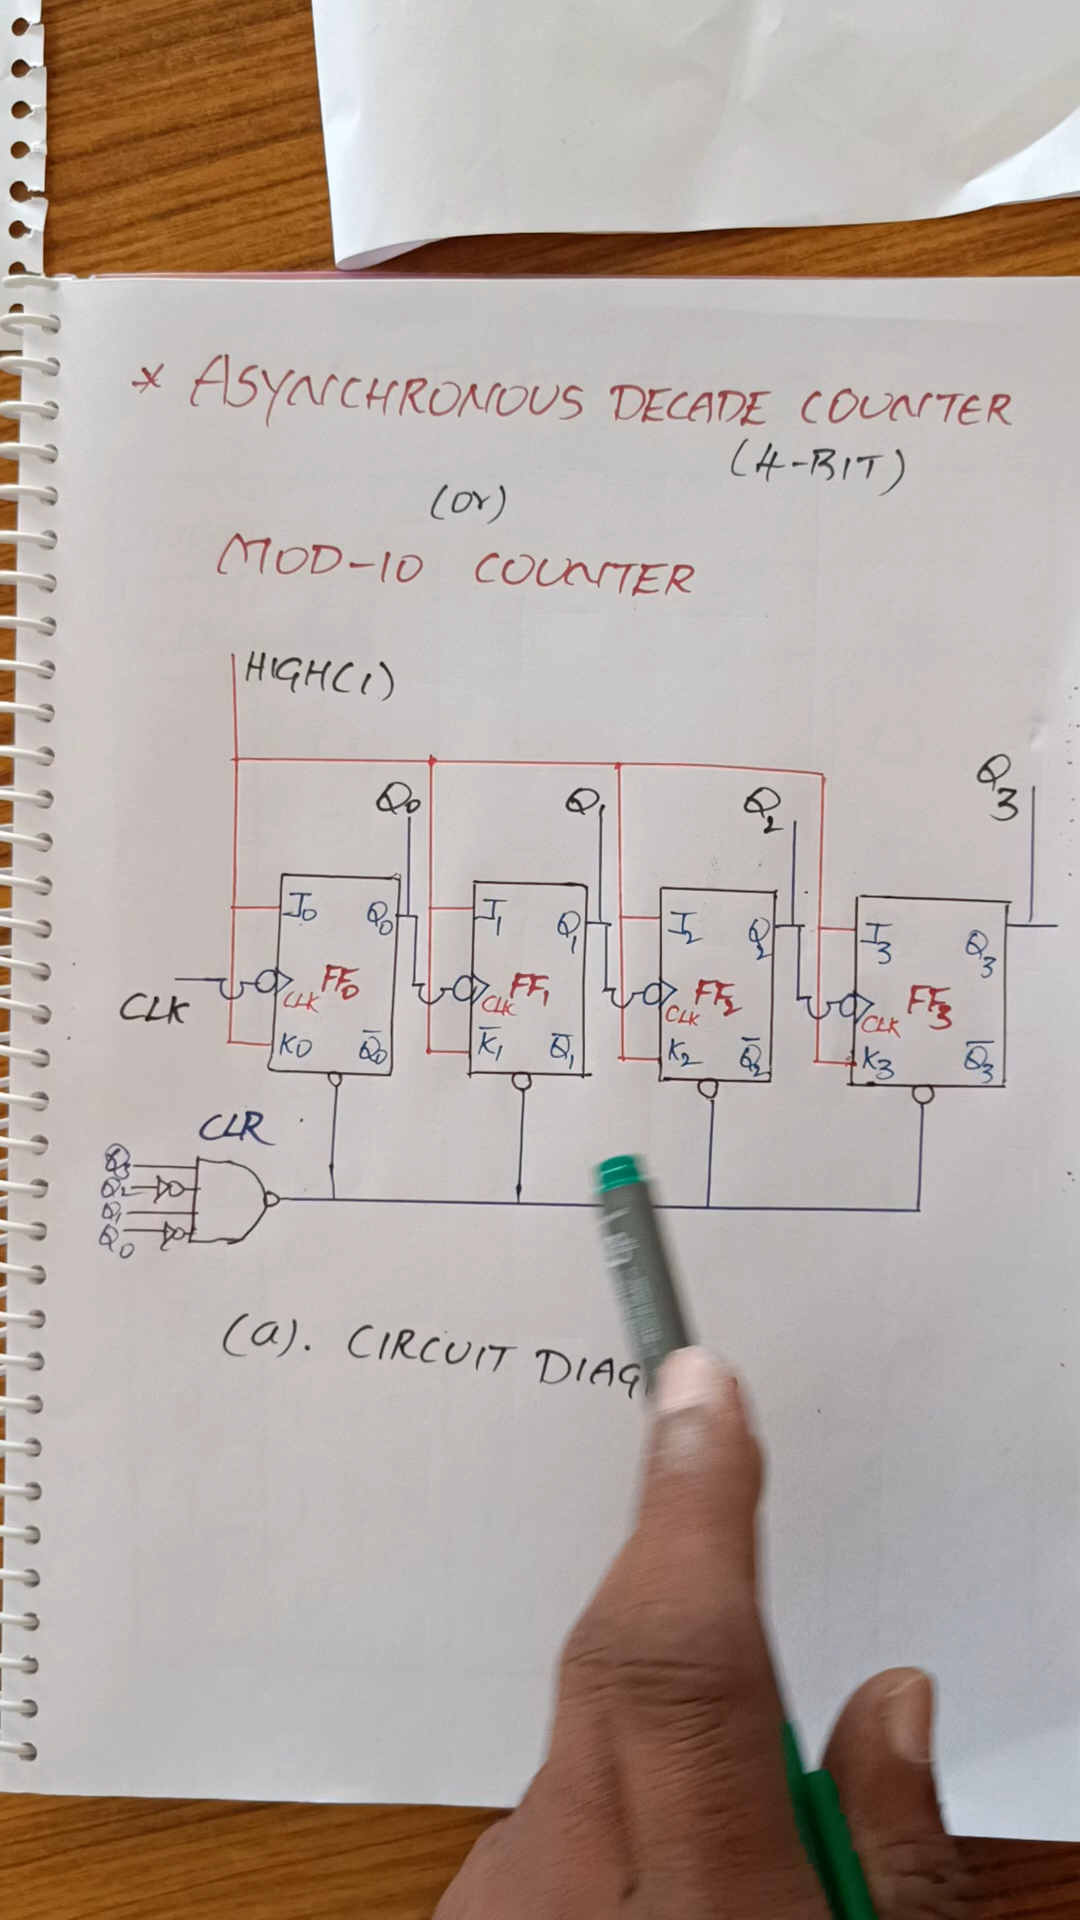 * ASYNCHRONOUS DECADE COUNTER
(4-BIT)
(or)
MOD-10 COUNTER
HIGH(1)
Q0 Q1 Q2 Q3
J0 Q0 J1 Q1 J2 Q2 J3 Q3
CLK CLK FF0 CLK FF1 CLK FF2 CLK FF3
K0 Q̅0 K̅1 Q̅1 K2 Q̅2 K3 Q̅3
CLR
Q3
Q2
Q1
Q0
(a). CIRCUIT DIAG